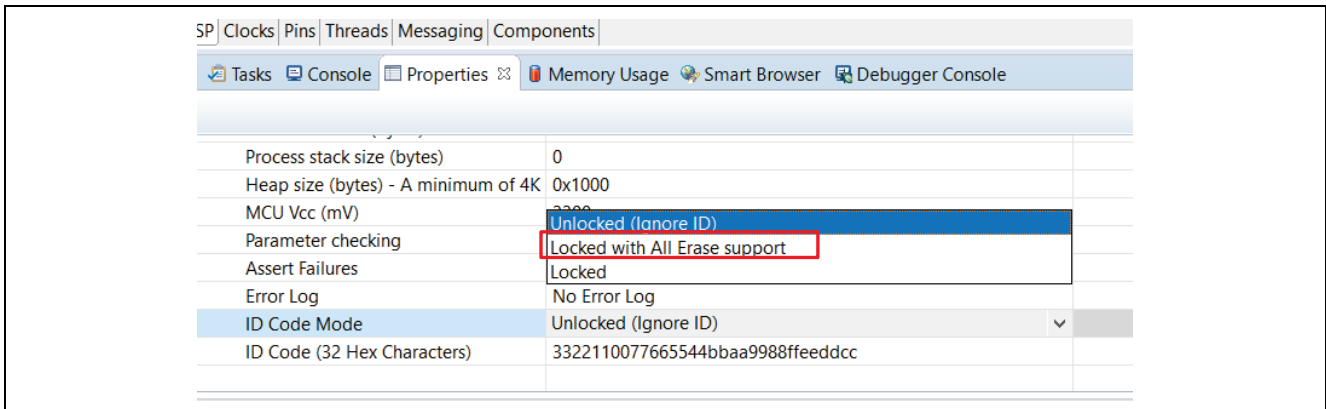 SP Clocks Pins Threads Messaging Components
Tasks Console Properties Memory Usage Smart Browser Debugger Console
Process stack size (bytes) 0
Heap size (bytes) - A minimum of 4K 0x1000
MCU Vcc (mV)
Unlocked (Ignore ID)
Parameter checking
Locked with All Erase support
Assert Failures
Locked
Error Log No Error Log
ID Code Mode Unlocked (Ignore ID)
ID Code (32 Hex Characters) 3322110077665544bbaa9988ffeeddcc